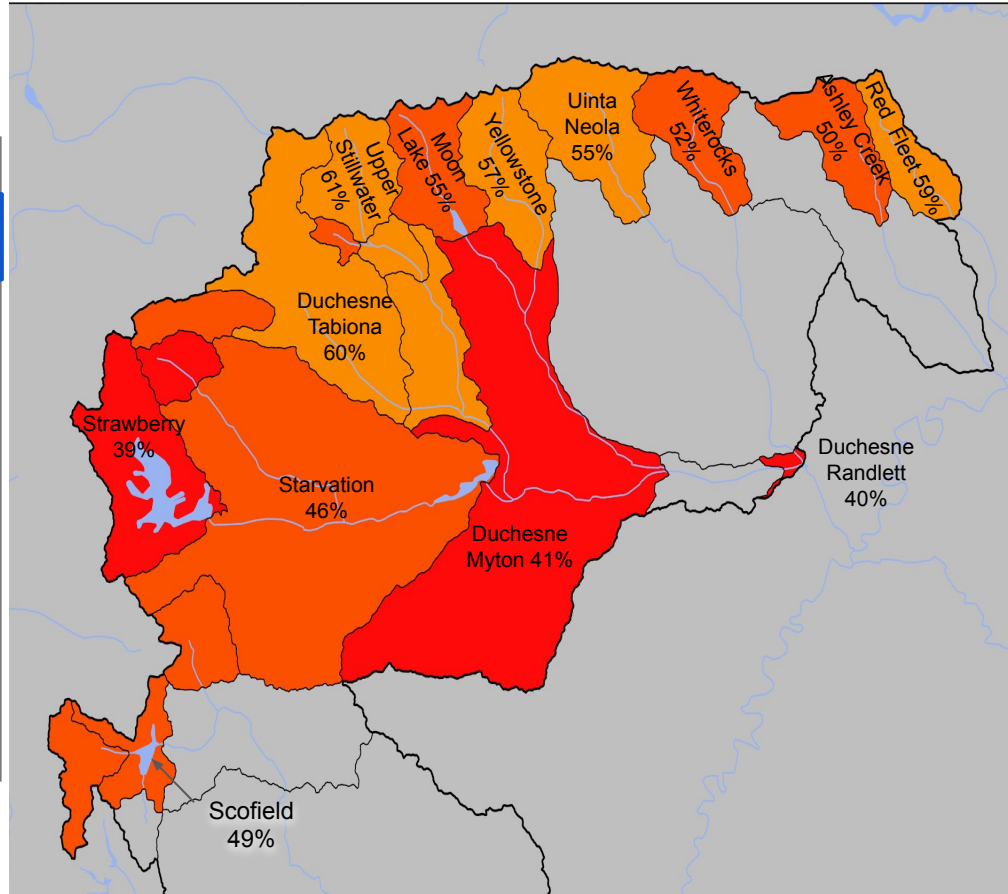 Upper
Stillwater
61%
Moon
Lake 55%
Yellowstone
57%
Uinta
Neola
55%
Whiterocks
52%
Ashley Creek
50%
Red Fleet 59%
Duchesne
Tabiona
60%
Strawberry
39%
Starvation
46%
Duchesne
Myton 41%
Duchesne
Randlett
40%
Scofield
49%